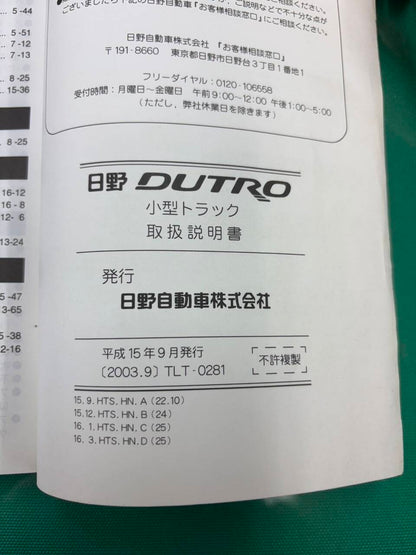 ございましたら下記の日野自動車「お客様相談窓口」にご相談ください。
日野自動車株式会社 「お客様相談窓口」
〒191-8660 東京都日野市日野台3丁目1番地1
フリーダイヤル:0120-106558
受付時間:月曜日〜金曜日 午前9:00〜12:00 午後1:00〜5:00
(ただし、弊社休業日を除きます)
日野 DUTRO
小型トラック
取扱説明書
発行
日野自動車株式会社
平成15年9月発行
〔2003.9〕TLT-0281
不許複製
15. 9. HTS. HN. A (22.10)
15.12. HTS. HN. B (24)
16. 1. HTS. HN. C (25)
16. 3. HTS. HN. D (25)
5-44
5-51
7-12
7-13
8-25
15-36
8-25
16-12
16-8
12-6
13-24
5-47
3-65
5-38
2-16